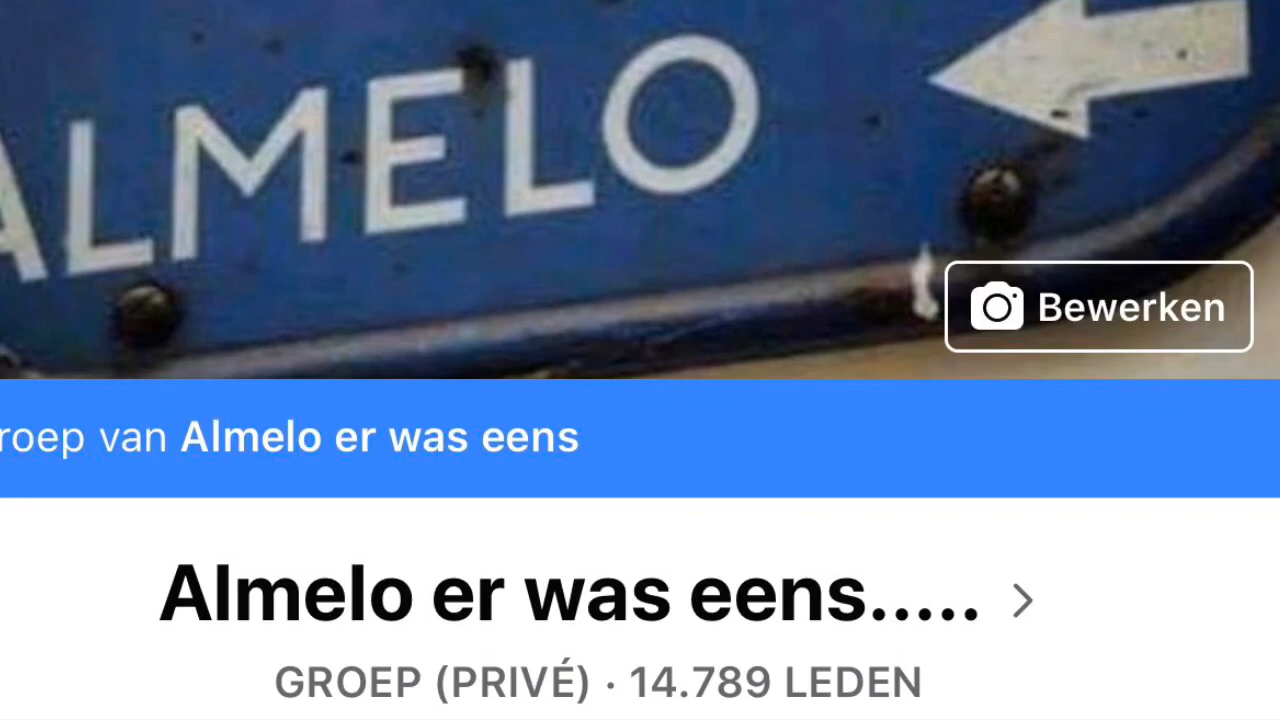 ALMELO
Bewerken
roep van Almelo er was eens
Almelo er was eens.....
GROEP (PRIVÉ) · 14.789 LEDEN